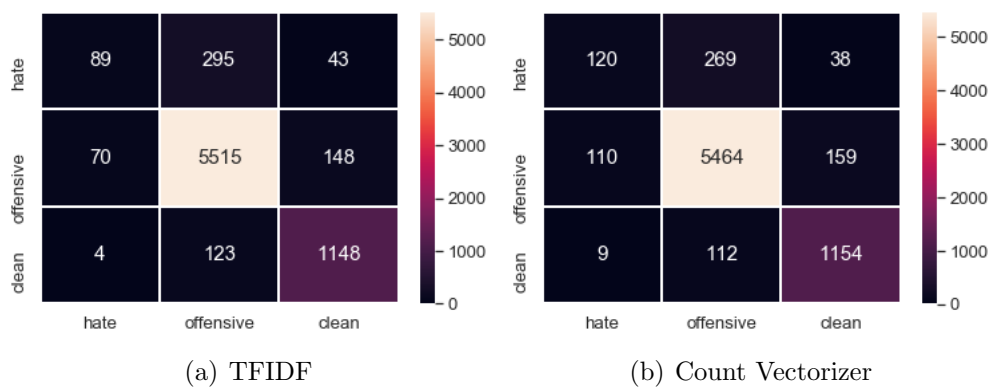 hate 89 295 43
offensive 70 5515 148
clean 4 123 1148
hate offensive clean
5000
4000
3000
2000
1000
0
(a) TFIDF
hate 120 269 38
offensive 110 5464 159
clean 9 112 1154
hate offensive clean
5000
4000
3000
2000
1000
0
(b) Count Vectorizer